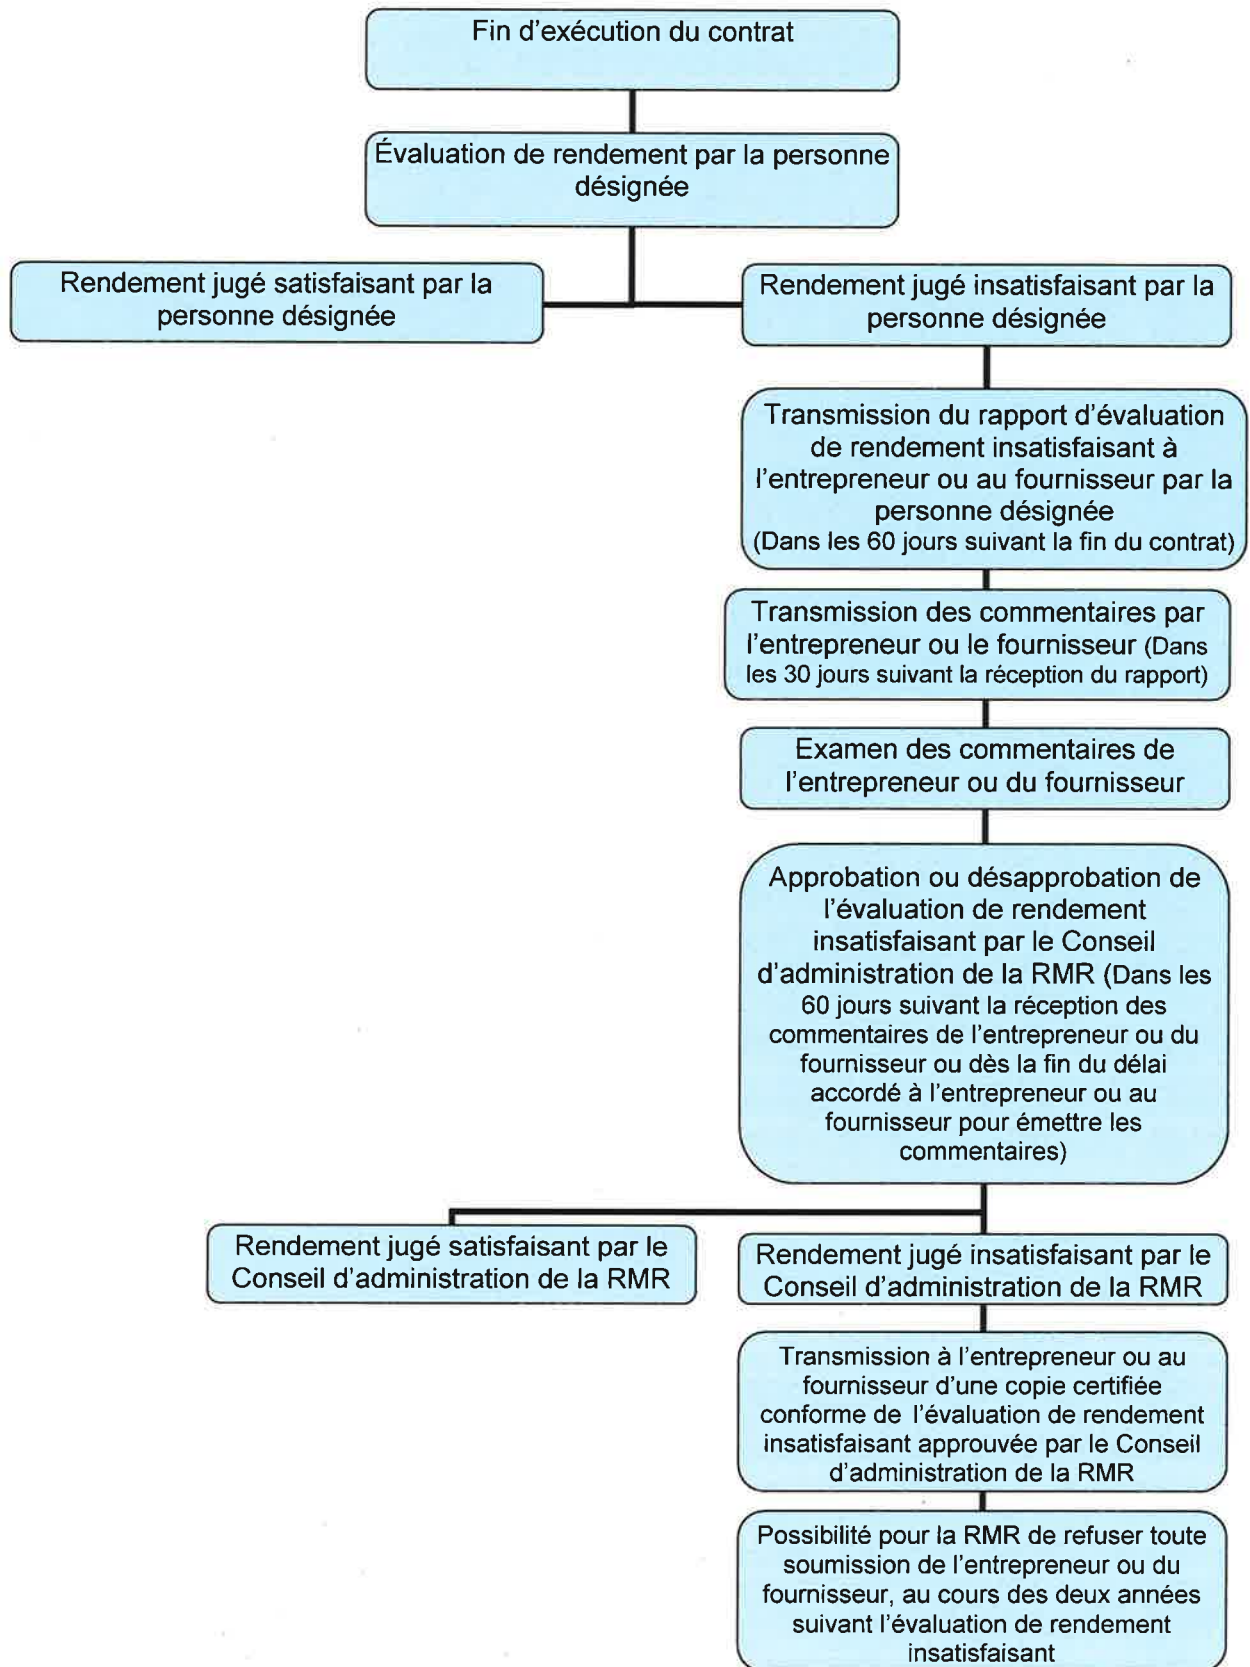 Fin d'exécution du contrat
Évaluation de rendement par la personne
désignée
Rendement jugé satisfaisant par la
personne désignée
Rendement jugé insatisfaisant par la
personne désignée
Transmission du rapport d'évaluation
de rendement insatisfaisant à
l'entrepreneur ou au fournisseur par la
personne désignée
(Dans les 60 jours suivant la fin du contrat)
Transmission des commentaires par
l'entrepreneur ou le fournisseur (Dans
les 30 jours suivant la réception du rapport)
Examen des commentaires de
l'entrepreneur ou du fournisseur
Approbation ou désapprobation de
l'évaluation de rendement
insatisfaisant par le Conseil
d'administration de la RMR (Dans les
60 jours suivant la réception des
commentaires de l'entrepreneur ou du
fournisseur ou dès la fin du délai
accordé à l'entrepreneur ou au
fournisseur pour émettre les
commentaires)
Rendement jugé satisfaisant par le
Conseil d'administration de la RMR
Rendement jugé insatisfaisant par le
Conseil d'administration de la RMR
Transmission à l'entrepreneur ou au
fournisseur d'une copie certifiée
conforme de l'évaluation de rendement
insatisfaisant approuvée par le Conseil
d'administration de la RMR
Possibilité pour la RMR de refuser toute
soumission de l'entrepreneur ou du
fournisseur, au cours des deux années
suivant l'évaluation de rendement
insatisfaisant